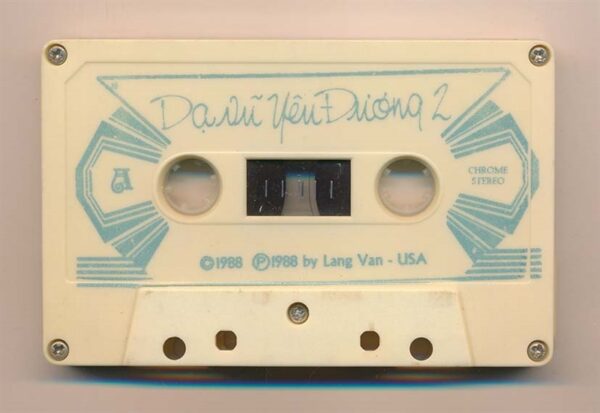 Dạ Vũ Yêu Đương 2
A
CHROME
STEREO
©1988 ℗1988 by Lang Van - USA